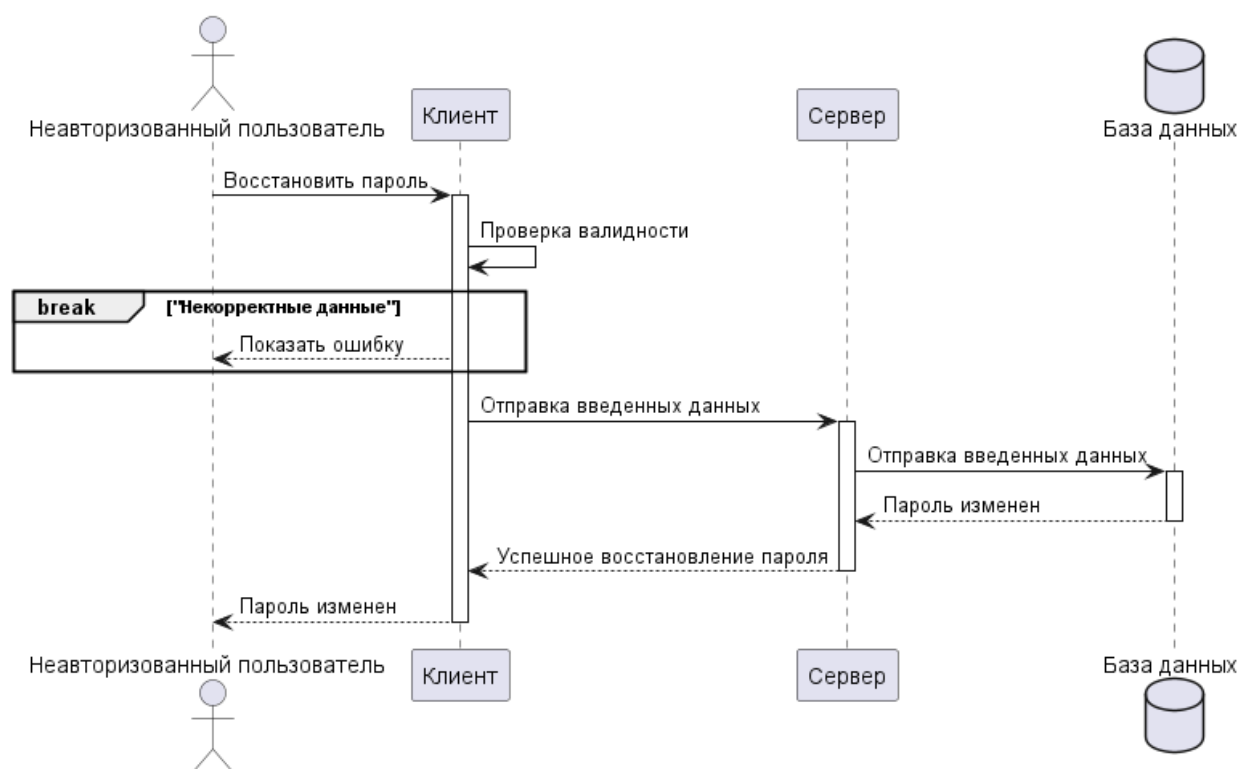 Неавторизованный пользователь
Клиент
Сервер
База данных
Восстановить пароль
Проверка валидности
break
["Некорректные данные"]
Показать ошибку
Отправка введенных данных
Отправка введенных данных
Пароль изменен
Успешное восстановление пароля
Пароль изменен
Неавторизованный пользователь
Клиент
Сервер
База данных